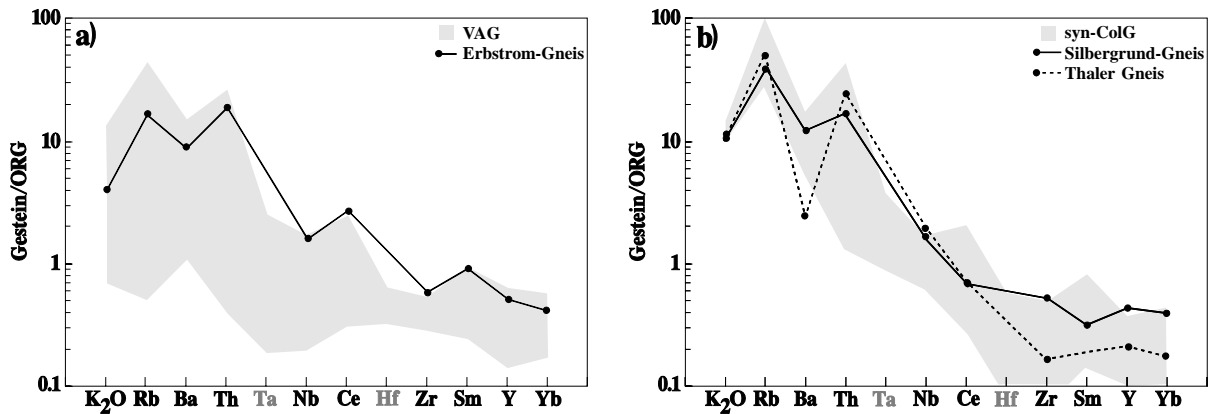 a)
VAG
Erbstrom-Gneis
100
10
1
0.1
Gestein/ORG
K2O Rb Ba Th Ta Nb Ce Hf Zr Sm Y Yb
b)
syn-ColG
Silbergrund-Gneis
Thaler Gneis
100
10
1
0.1
Gestein/ORG
K2O Rb Ba Th Ta Nb Ce Hf Zr Sm Y Yb